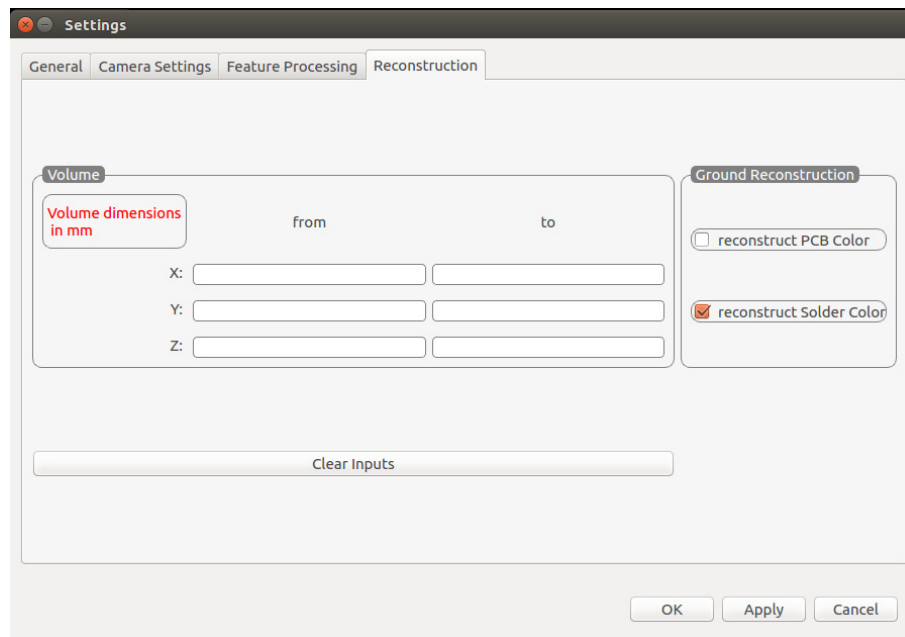 Settings
General Camera Settings Feature Processing Reconstruction
Volume
Ground Reconstruction
Volume dimensions
in mm
from to
reconstruct PCB Color
X:
Y:
reconstruct Solder Color
Z:
Clear Inputs
OK Apply Cancel